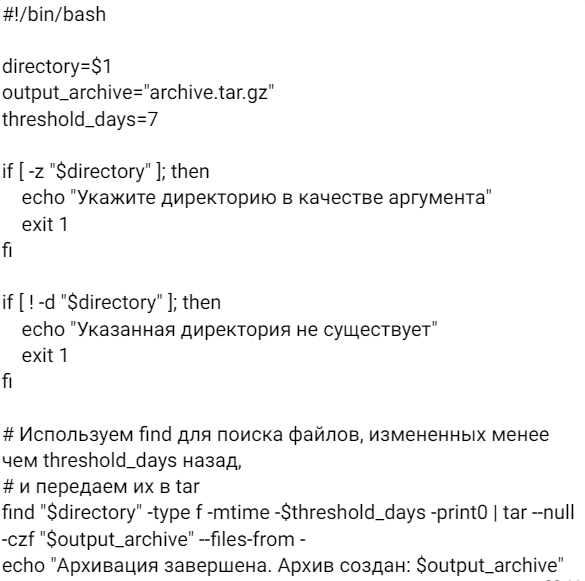 #!/bin/bash
directory=$1
output_archive="archive.tar.gz"
threshold_days=7
if [ -z "$directory" ]; then
echo "Укажите директорию в качестве аргумента"
exit 1
fi
if [ ! -d "$directory" ]; then
echo "Указанная директория не существует"
exit 1
fi
# Используем find для поиска файлов, измененных менее
чем threshold_days назад,
# и передаем их в tar
find "$directory" -type f -mtime -$threshold_days -print0 | tar --null
-czf "$output_archive" --files-from -
echo "Архивация завершена. Архив создан: $output_archive"